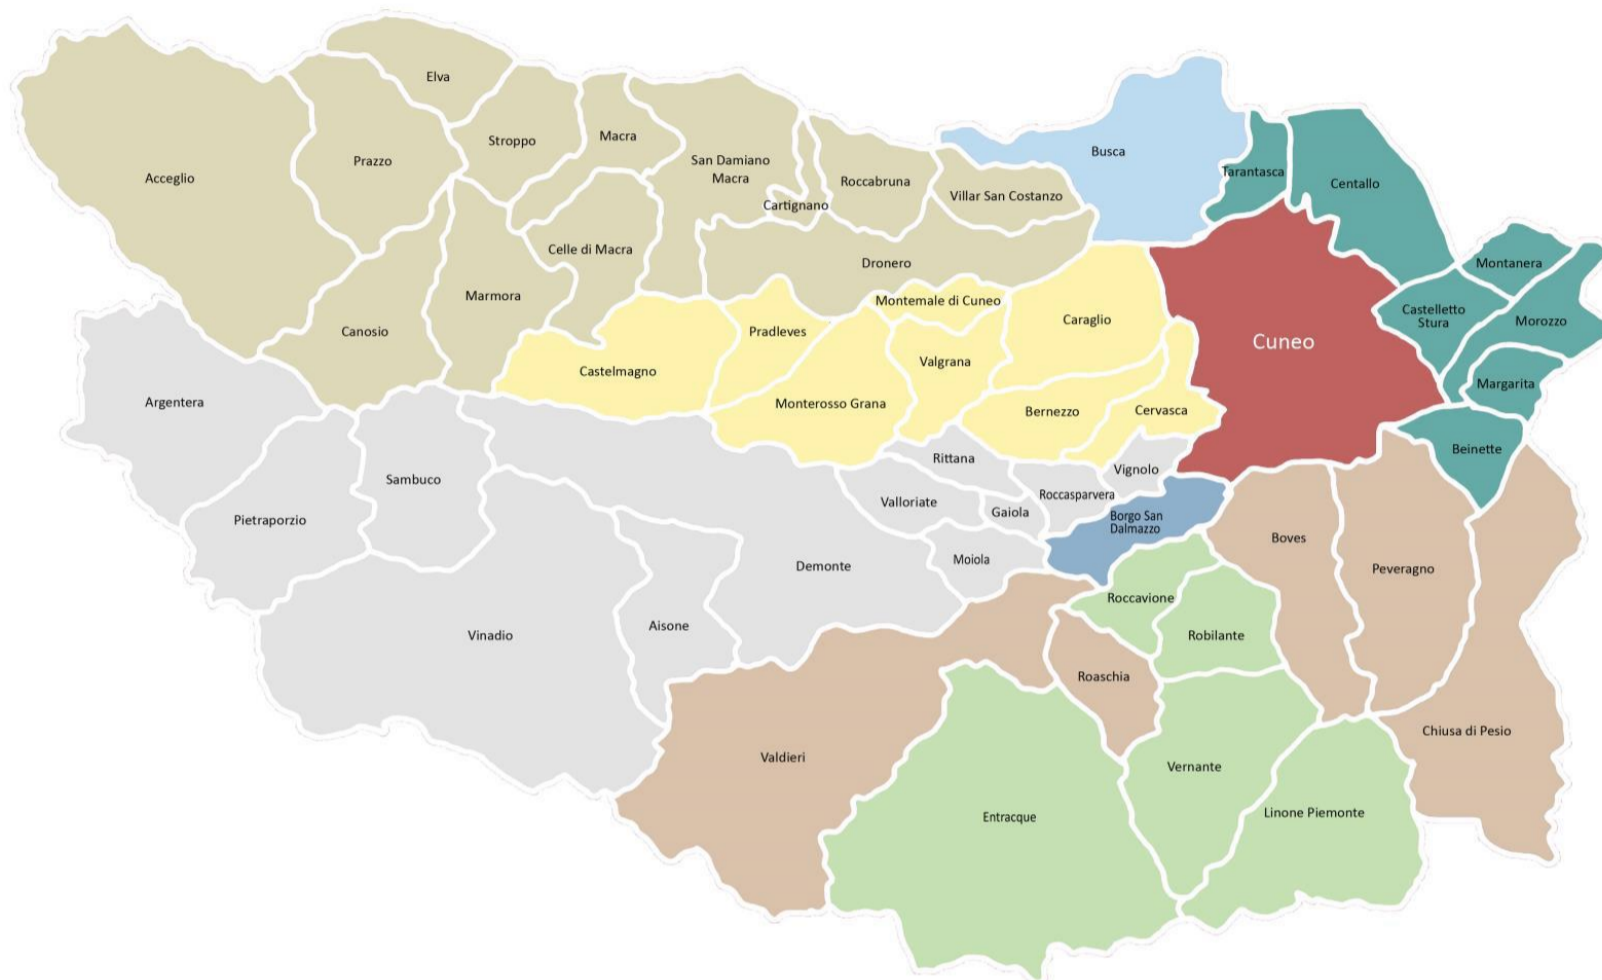 Elva
Stroppo
Macra
Prazzo
Acceglio
San Damiano
Macra
Cartignano
Roccabruna
Villar San Costanzo
Busca
Tarantasca
Centallo
Celle di Macra
Dronero
Marmora
Canosio
Montanera
Castelletto
Stura
Morozzo
Montemale di Cuneo
Pradleves
Caraglio
Cuneo
Castelmagno
Valgrana
Margarita
Argentera
Monterosso Grana
Bernezzo
Cervasca
Beinette
Rittana
Vignolo
Sambuco
Valloriate
Roccasparvera
Gaiola
Pietraporzio
Borgo San
Dalmazzo
Boves
Demonte
Moiola
Peveragno
Roccavione
Aisone
Vinadio
Robilante
Roaschia
Chiusa di Pesio
Valdieri
Vernante
Entracque
Linone Piemonte